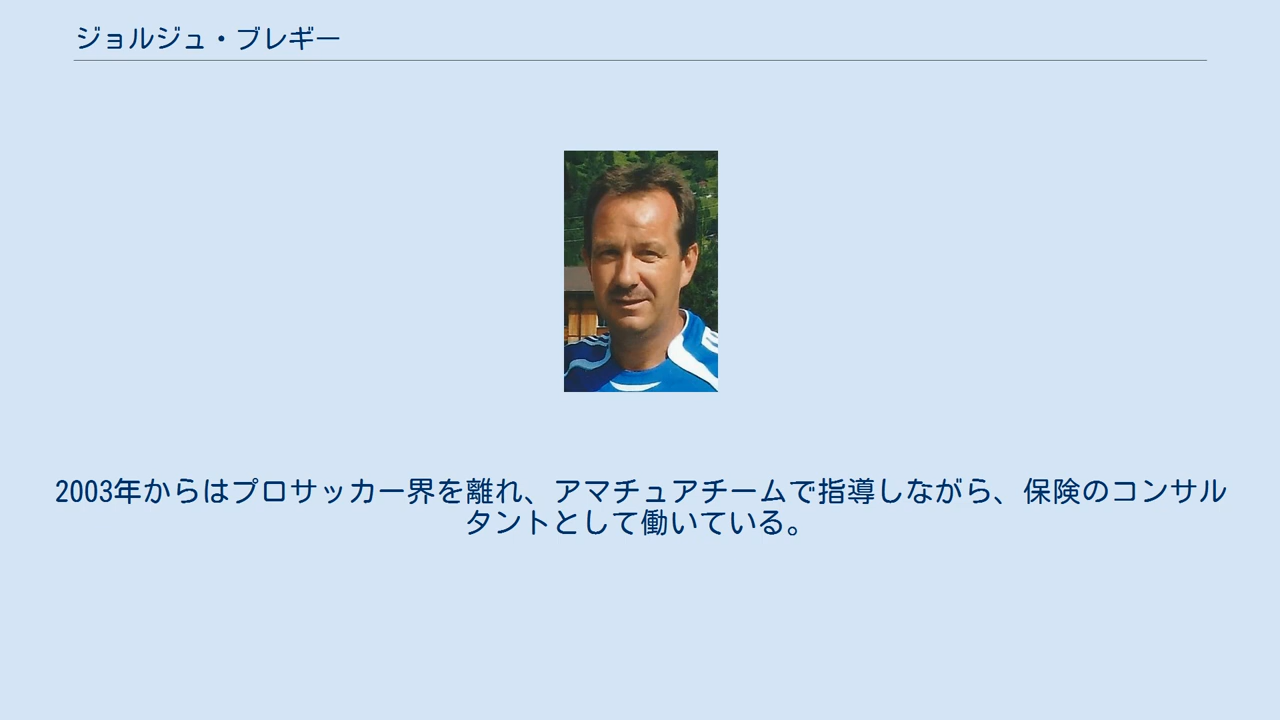 ジョルジュ・ブレギー
2003年からはプロサッカー界を離れ、アマチュアチームで指導しながら、保険のコンサル
タントとして働いている。